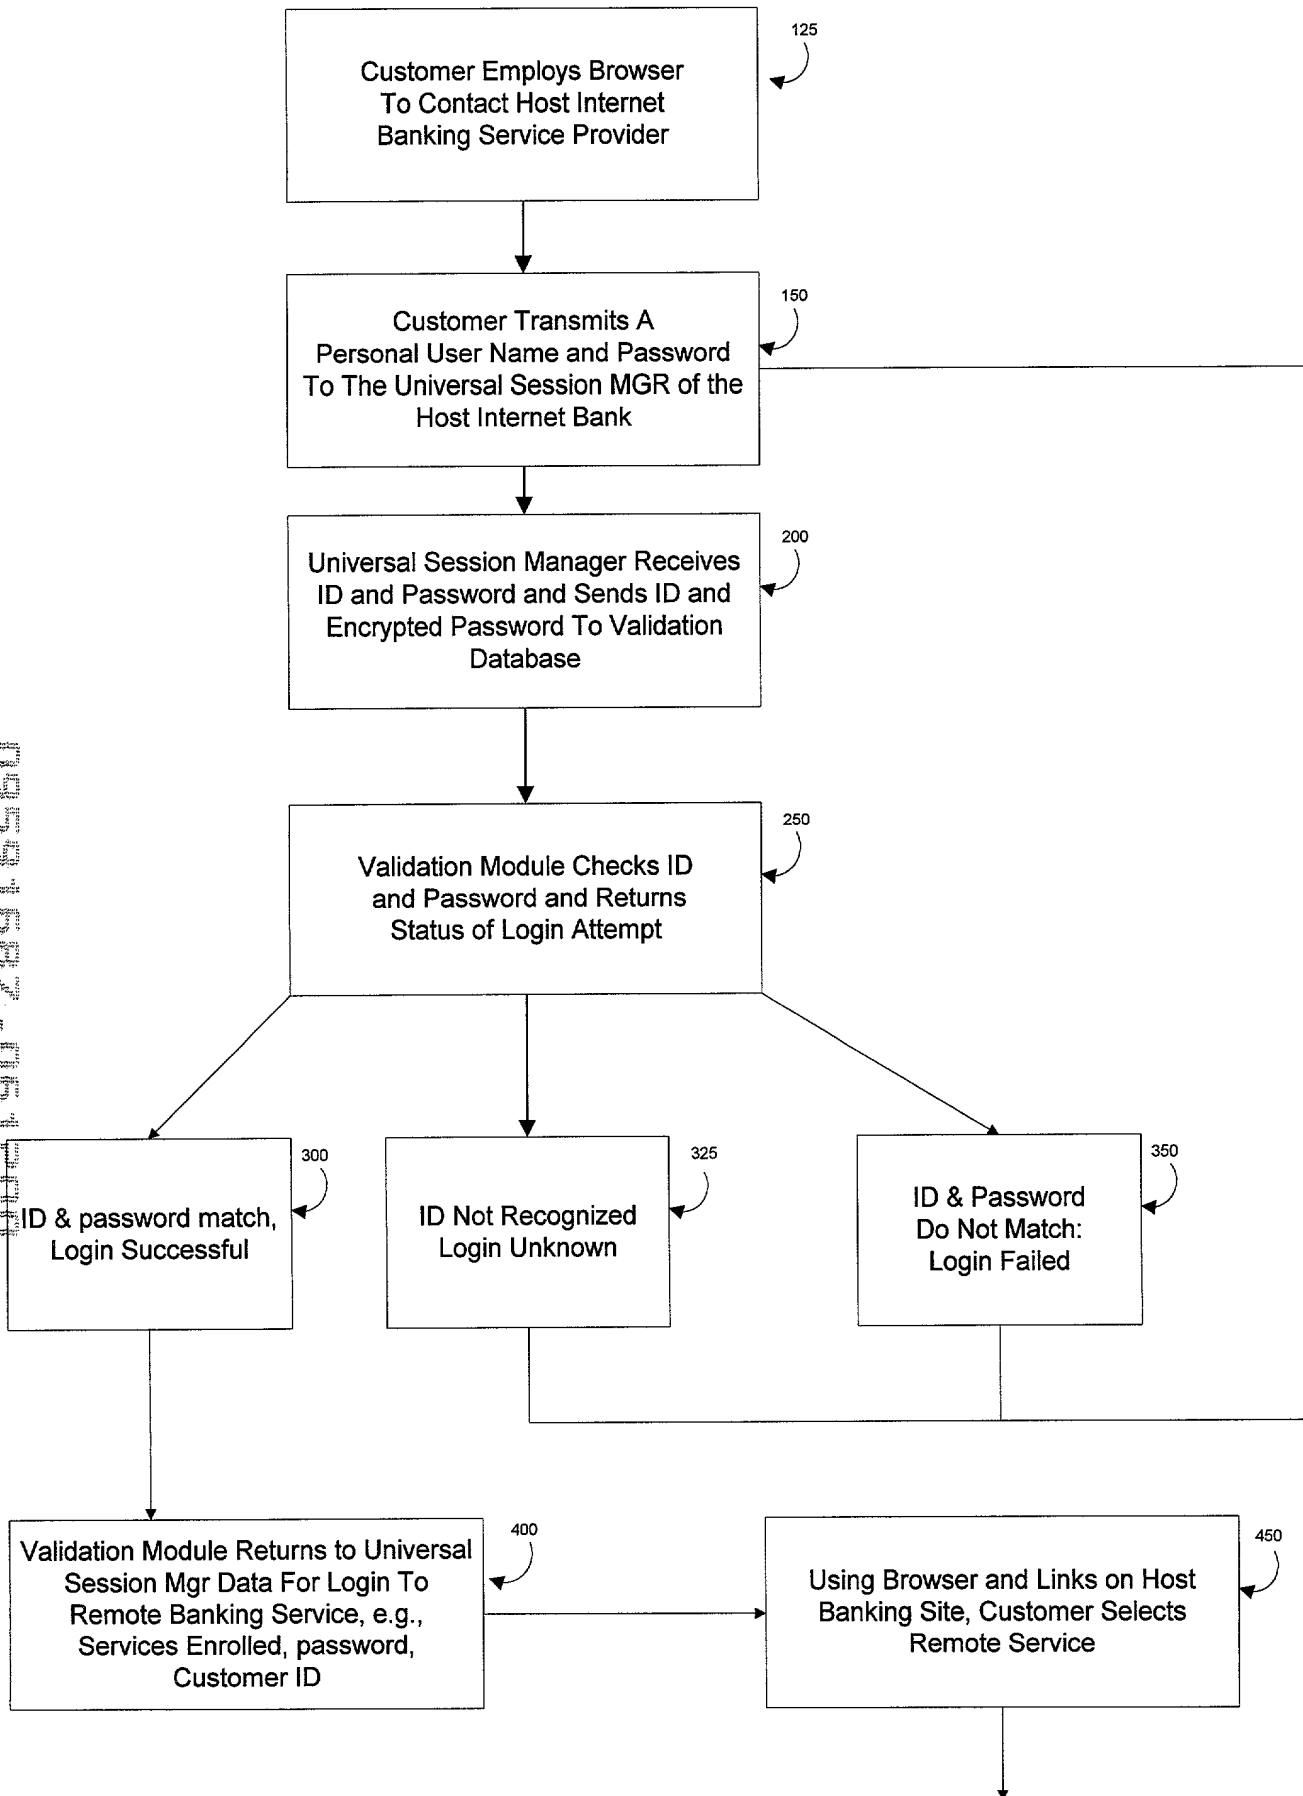 125
Customer Employs Browser
To Contact Host Internet
Banking Service Provider
150
Customer Transmits A
Personal User Name and Password
To The Universal Session MGR of the
Host Internet Bank
200
Universal Session Manager Receives
ID and Password and Sends ID and
Encrypted Password To Validation
Database
250
Validation Module Checks ID
and Password and Returns
Status of Login Attempt
300
ID & password match,
Login Successful
325
ID Not Recognized
Login Unknown
350
ID & Password
Do Not Match:
Login Failed
400
Validation Module Returns to Universal
Session Mgr Data For Login To
Remote Banking Service, e.g.,
Services Enrolled, password,
Customer ID
450
Using Browser and Links on Host
Banking Site, Customer Selects
Remote Service